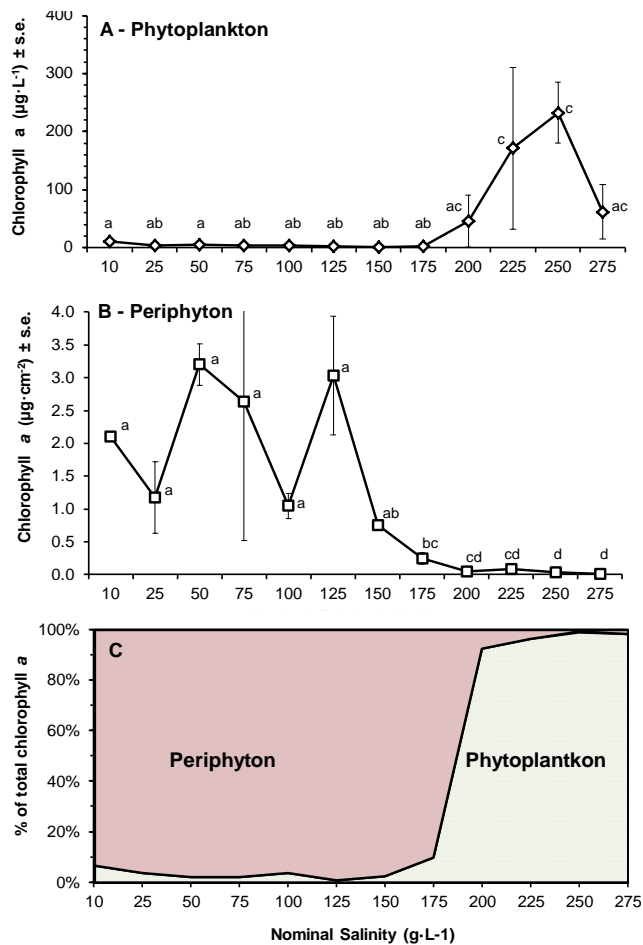 A - Phytoplankton
Chlorophyll a (µg·L-1) ± s.e.
400
300
200
100
0
a ab a ab ab ab ab ab ac c c ac
10 25 50 75 100 125 150 175 200 225 250 275
B - Periphyton
Chlorophyll a (µg·cm-2) ± s.e.
4.0
3.5
3.0
2.5
2.0
1.5
1.0
0.5
0.0
a a a a a a ab bc cd cd d d
10 25 50 75 100 125 150 175 200 225 250 275
C
% of total chlorophyll a
100%
80%
60%
40%
20%
0%
Periphyton
Phytoplantkon
10 25 50 75 100 125 150 175 200 225 250 275
Nominal Salinity (g·L-1)